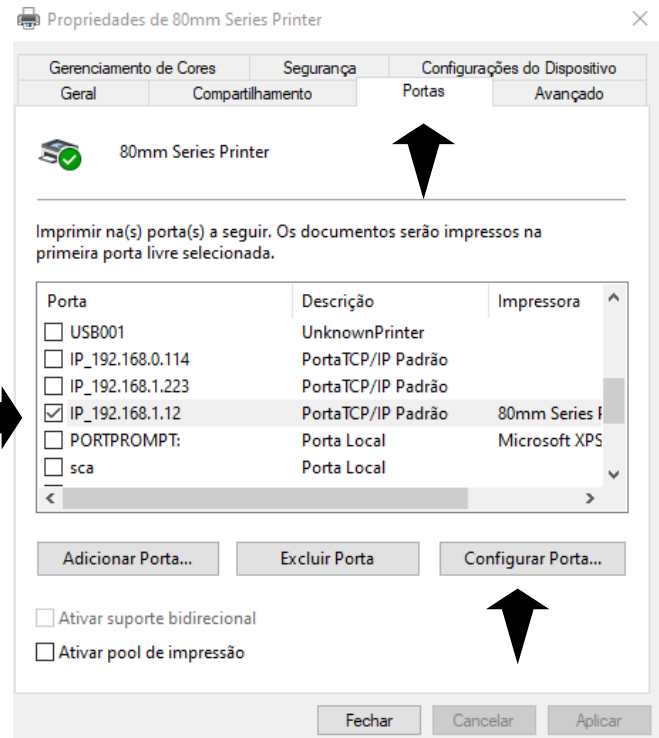 Propriedades de 80mm Series Printer
Gerenciamento de Cores Segurança Configurações do Dispositivo
Geral Compartilhamento Portas Avançado
80mm Series Printer
Imprimir na(s) porta(s) a seguir. Os documentos serão impressos na
primeira porta livre selecionada.
Porta Descrição Impressora
USB001 UnknownPrinter
IP_192.168.0.114 PortaTCP/IP Padrão
IP_192.168.1.223 PortaTCP/IP Padrão
IP_192.168.1.12 PortaTCP/IP Padrão 80mm Series
PORTPROMPT: Porta Local Microsoft XPS
sca Porta Local
Adicionar Porta... Excluir Porta Configurar Porta...
Ativar suporte bidirecional
Ativar pool de impressão
Fechar Cancelar Aplicar